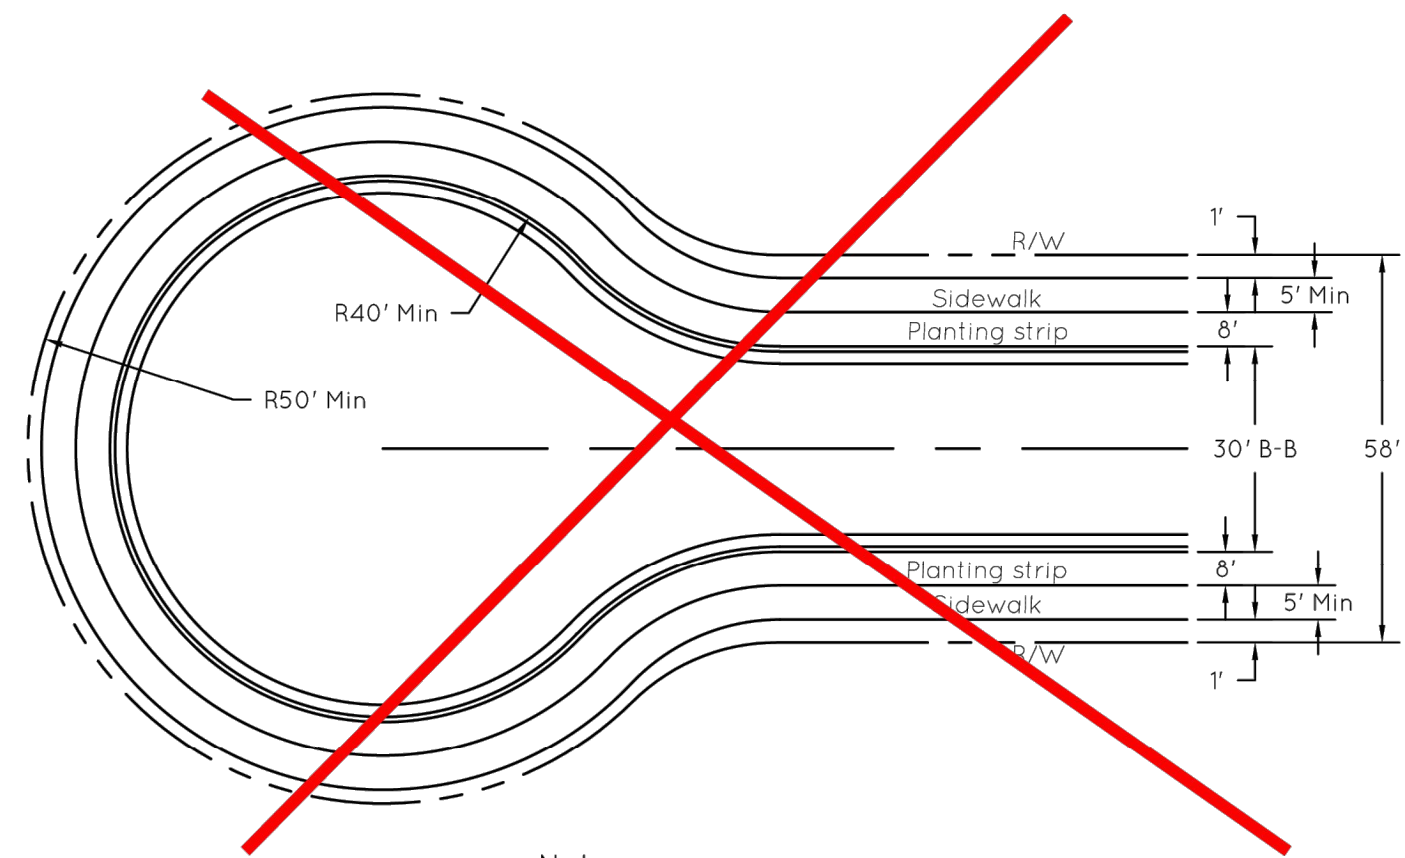 1'
R/W
Sidewalk
5' Min
Planting strip
8'
R40' Min
R50' Min
30' B-B
58'
Planting strip
8'
Sidewalk
5' Min
R/W
1'